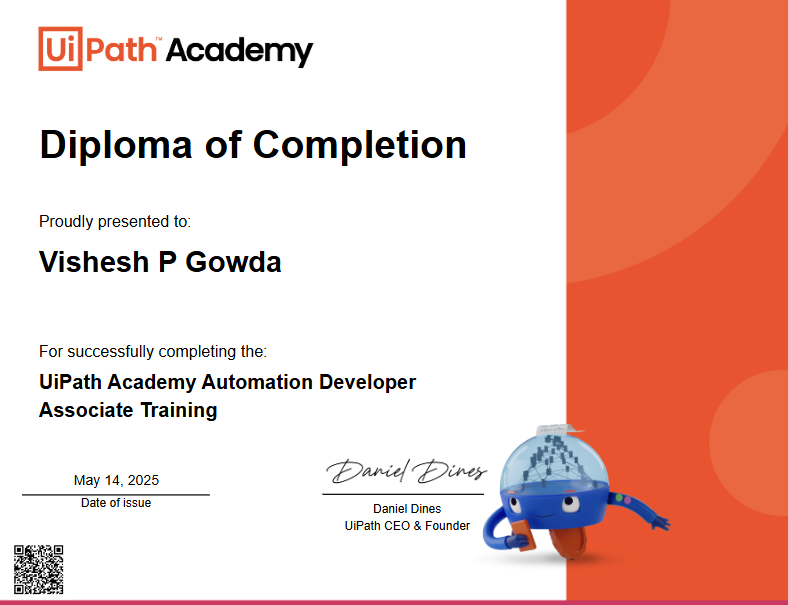 UiPath™ Academy
Diploma of Completion
Proudly presented to:
Vishesh P Gowda
For successfully completing the:
UiPath Academy Automation Developer
Associate Training
May 14, 2025
Date of issue
Daniel Dines
Daniel Dines
UiPath CEO & Founder